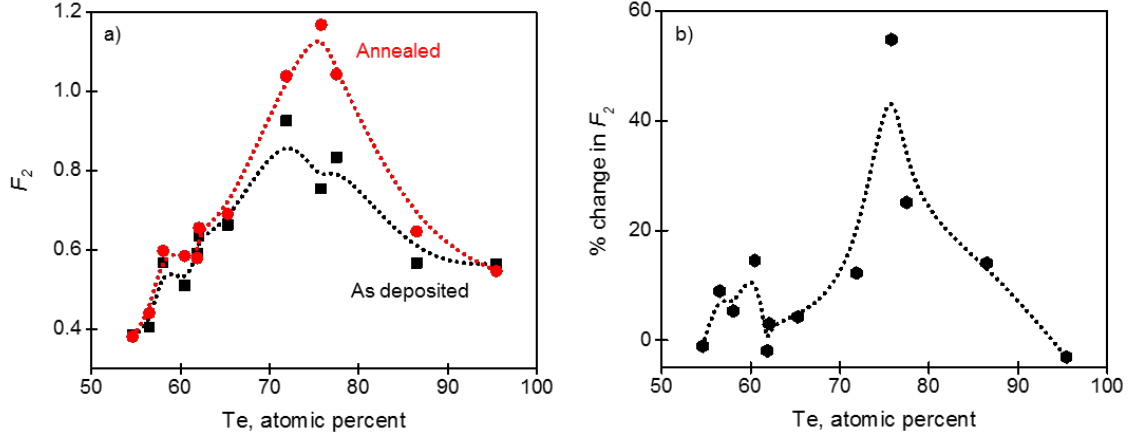 a)
Annealed
As deposited
F2
1.2
1.0
0.8
0.6
0.4
50 60 70 80 90 100
Te, atomic percent
b)
% change in F2
60
40
20
0
50 60 70 80 90 100
Te, atomic percent